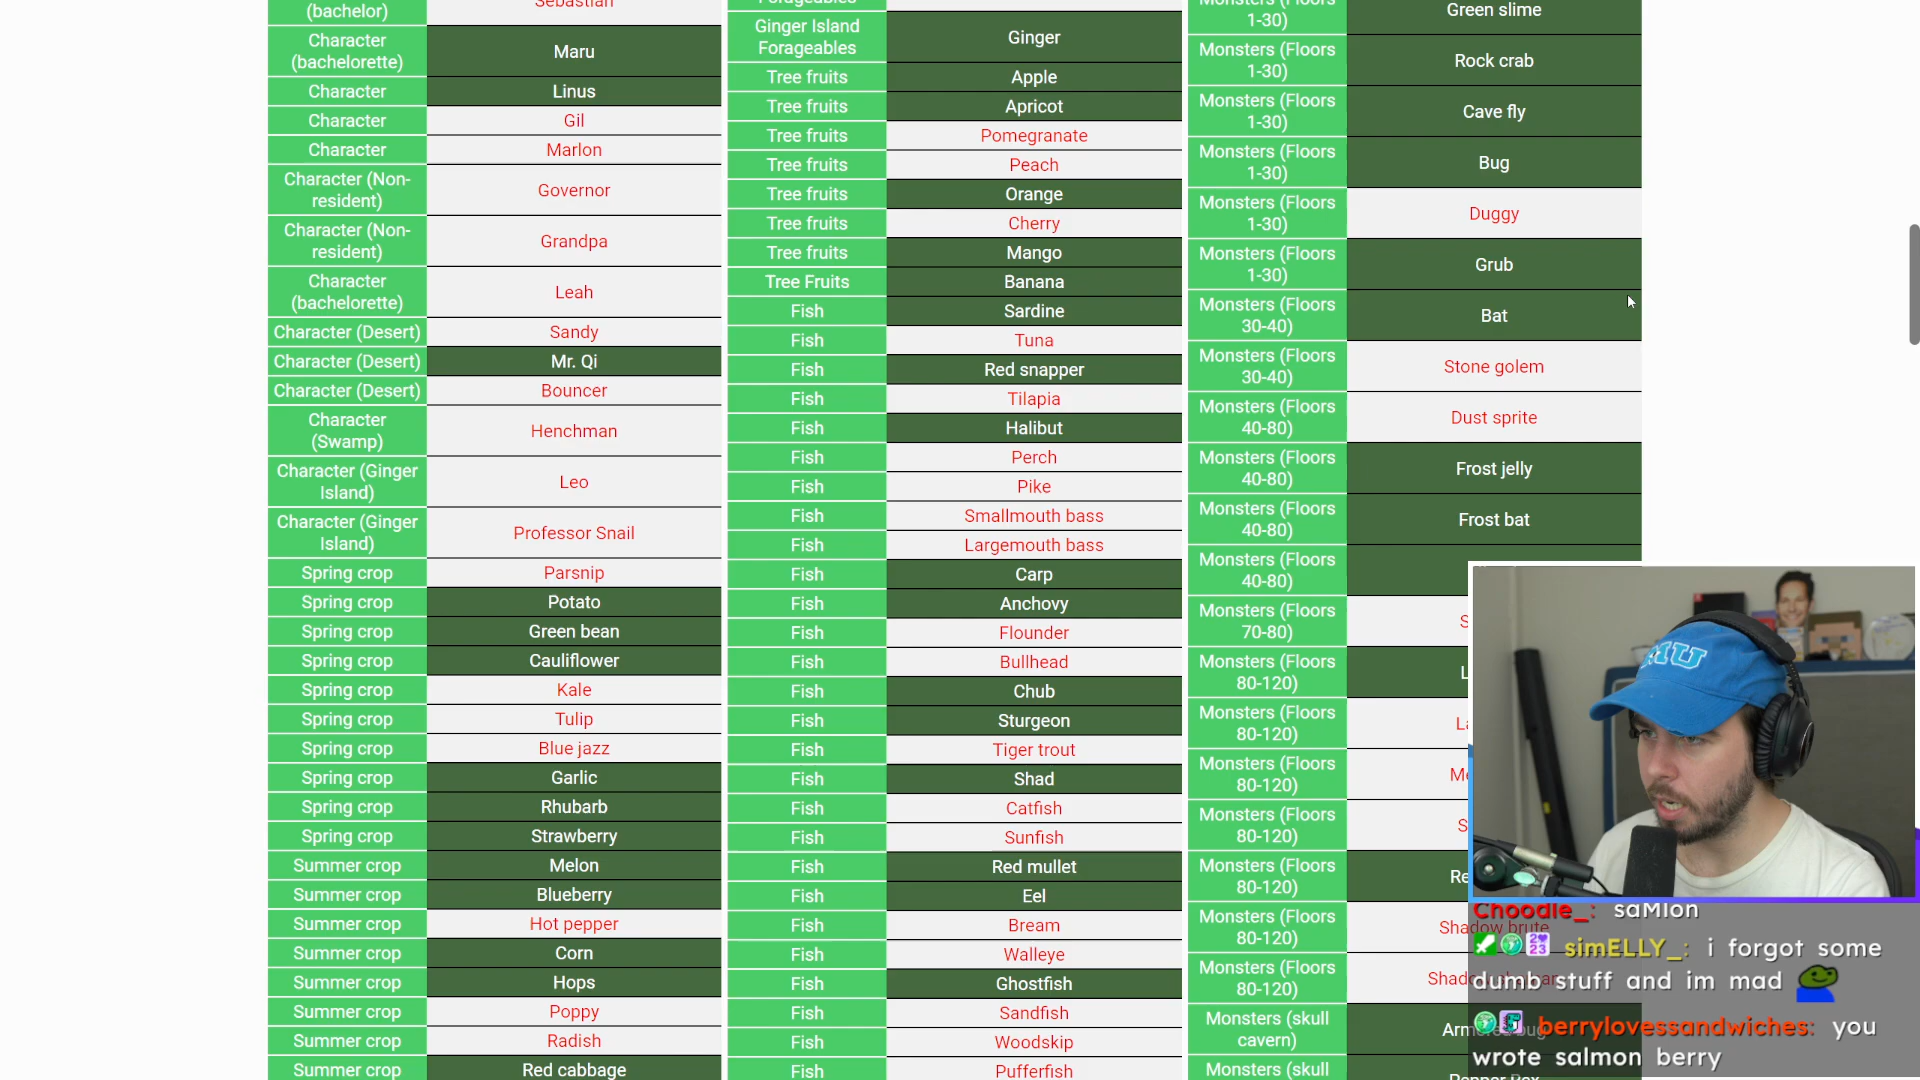 (bachelor) Sebastian
Character (bachelorette) Maru
Character Linus
Character Gil
Character Marlon
Character (Non-resident) Governor
Character (Non-resident) Grandpa
Character (bachelorette) Leah
Character (Desert) Sandy
Character (Desert) Mr. Qi
Character (Desert) Bouncer
Character (Swamp) Henchman
Character (Ginger Island) Leo
Character (Ginger Island) Professor Snail
Spring crop Parsnip
Spring crop Potato
Spring crop Green bean
Spring crop Cauliflower
Spring crop Kale
Spring crop Tulip
Spring crop Blue jazz
Spring crop Garlic
Spring crop Rhubarb
Spring crop Strawberry
Summer crop Melon
Summer crop Blueberry
Summer crop Hot pepper
Summer crop Corn
Summer crop Hops
Summer crop Poppy
Summer crop Radish
Summer crop Red cabbage
Forageables
Ginger Island Forageables Ginger
Tree fruits Apple
Tree fruits Apricot
Tree fruits Pomegranate
Tree fruits Peach
Tree fruits Orange
Tree fruits Cherry
Tree fruits Mango
Tree Fruits Banana
Fish Sardine
Fish Tuna
Fish Red snapper
Fish Tilapia
Fish Halibut
Fish Perch
Fish Pike
Fish Smallmouth bass
Fish Largemouth bass
Fish Carp
Fish Anchovy
Fish Flounder
Fish Bullhead
Fish Chub
Fish Sturgeon
Fish Tiger trout
Fish Shad
Fish Catfish
Fish Sunfish
Fish Red mullet
Fish Eel
Fish Bream
Fish Walleye
Fish Ghostfish
Fish Sandfish
Fish Woodskip
Fish Pufferfish
Monsters (Floors 1-30) Green slime
Monsters (Floors 1-30) Rock crab
Monsters (Floors 1-30) Cave fly
Monsters (Floors 1-30) Bug
Monsters (Floors 1-30) Duggy
Monsters (Floors 1-30) Grub
Monsters (Floors 30-40) Bat
Monsters (Floors 30-40) Stone golem
Monsters (Floors 40-80) Dust sprite
Monsters (Floors 40-80) Frost jelly
Monsters (Floors 40-80) Frost bat
Monsters (Floors 40-80)
Monsters (Floors 70-80)
Monsters (Floors 80-120)
Monsters (Floors 80-120)
Monsters (Floors 80-120)
Monsters (Floors 80-120)
Monsters (Floors 80-120)
Monsters (Floors 80-120) Shadow brute
Monsters (Floors 80-120)
Monsters (skull cavern)
Monsters (skull
MU
Choodle_: saMlon
simELLY_: i forgot some
dumb stuff and im mad
berrylovessandwiches: you
wrote salmon berry